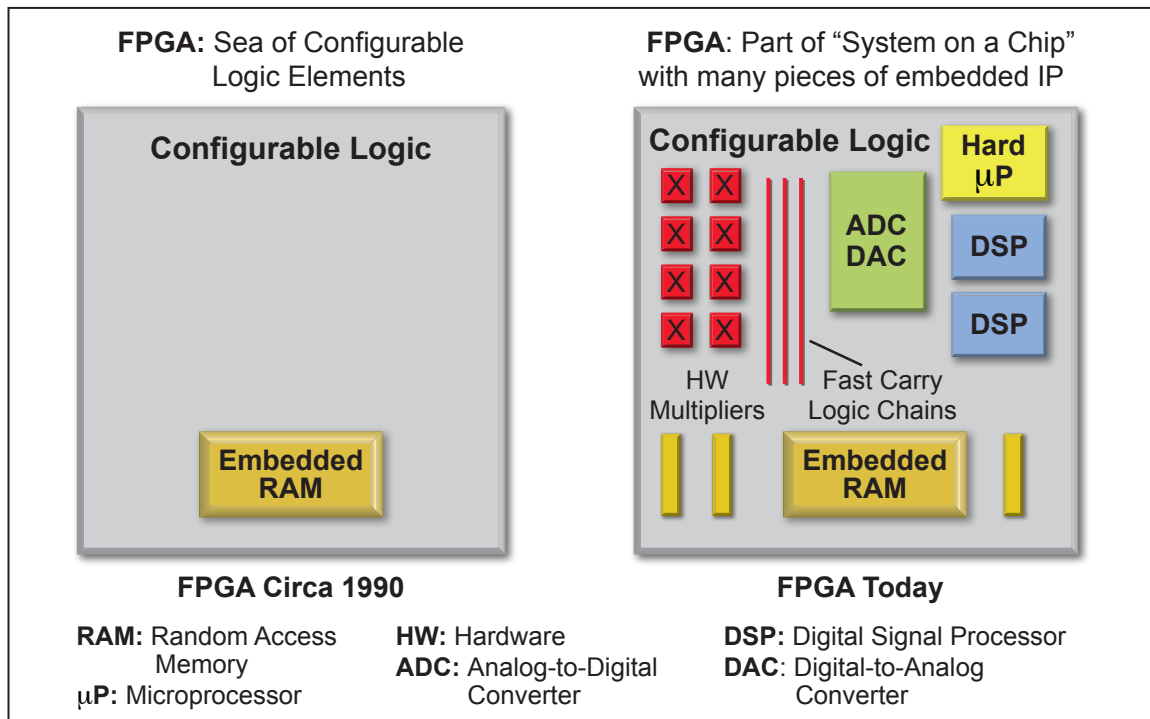 FPGA: Sea of Configurable
Logic Elements
Configurable Logic
Embedded
RAM
FPGA Circa 1990
FPGA: Part of “System on a Chip”
with many pieces of embedded IP
Configurable Logic
Hard
μP
X X
X X
X X
X X
ADC
DAC
DSP
DSP
HW
Multipliers
Fast Carry
Logic Chains
Embedded
RAM
FPGA Today
RAM: Random Access
Memory
μP: Microprocessor
HW: Hardware
ADC: Analog-to-Digital
Converter
DSP: Digital Signal Processor
DAC: Digital-to-Analog
Converter